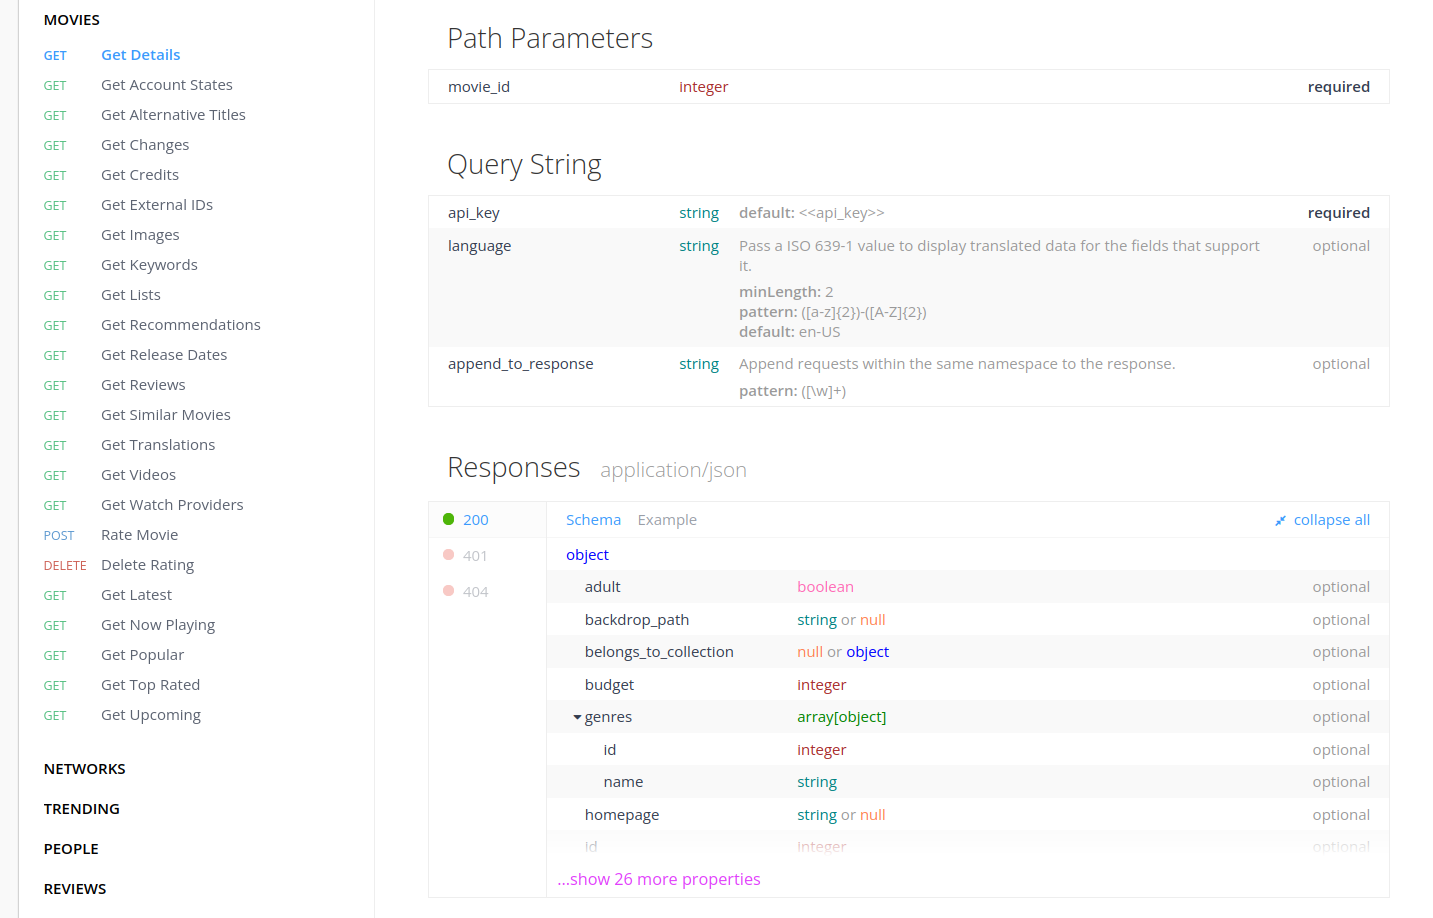 MOVIES
GET Get Details
GET Get Account States
GET Get Alternative Titles
GET Get Changes
GET Get Credits
GET Get External IDs
GET Get Images
GET Get Keywords
GET Get Lists
GET Get Recommendations
GET Get Release Dates
GET Get Reviews
GET Get Similar Movies
GET Get Translations
GET Get Videos
GET Get Watch Providers
POST Rate Movie
DELETE Delete Rating
GET Get Latest
GET Get Now Playing
GET Get Popular
GET Get Top Rated
GET Get Upcoming
NETWORKS
TRENDING
PEOPLE
REVIEWS
Path Parameters
movie_id integer required
Query String
api_key string default: <<api_key>> required
language string Pass a ISO 639-1 value to display translated data for the fields that support optional
it.
minLength: 2
pattern: ([a-z]{2})-([A-Z]{2})
default: en-US
append_to_response string Append requests within the same namespace to the response. optional
pattern: ([\w]+)
Responses application/json
200
401
404
Schema Example collapse all
object
adult boolean optional
backdrop_path string or null optional
belongs_to_collection null or object optional
budget integer optional
genres array[object] optional
id integer optional
name string optional
homepage string or null optional
id integer optional
...show 26 more properties